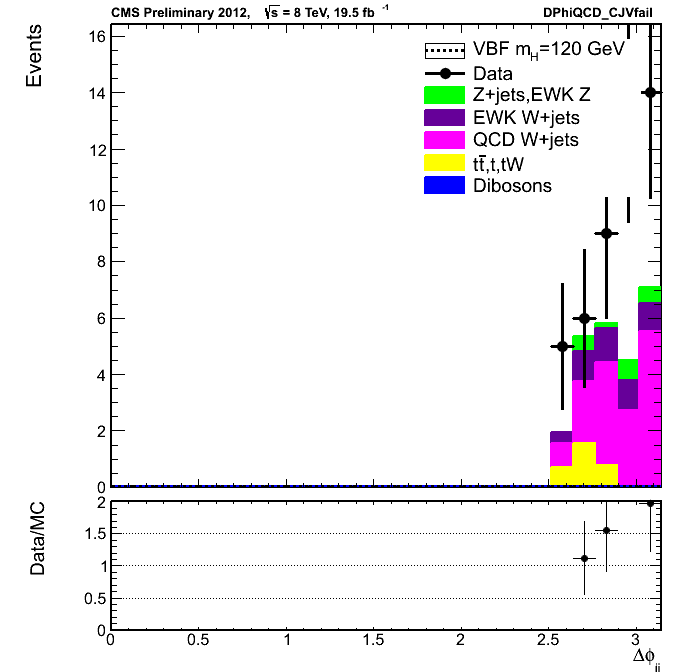 CMS Preliminary 2012, √s = 8 TeV, 19.5 fb⁻¹ DPhiQCD_CJVfail
Events
16
14
12
10
8
6
4
2
0
VBF m_H=120 GeV
Data
Z+jets,EWK Z
EWK W+jets
QCD W+jets
tt̄,t,tW
Dibosons
Data/MC
2
1.5
1
0.5
0
0 0.5 1 1.5 2 2.5 3
Δϕ_jj